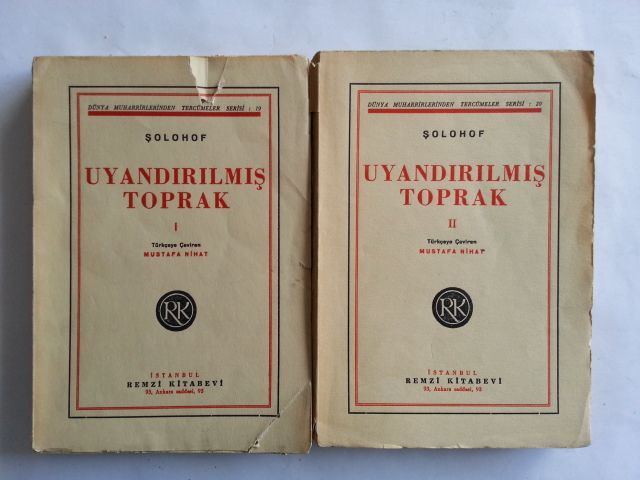 DÜNYA MUHARRİRLERİNDEN TERCÜMELER SERİSİ : 19
ŞOLOHOF
UYANDIRILMIŞ
TOPRAK
I
Türkçeye Çeviren
MUSTAFA NİHAT
RK
İSTANBUL
REMZİ KİTABEVİ
93, Ankara caddesi, 93
DÜNYA MUHARRİRLERİNDEN TERCÜMELER SERİSİ : 20
ŞOLOHOF
UYANDIRILMIŞ
TOPRAK
II
Türkçeye Çeviren
MUSTAFA NİHAT
RK
İSTANBUL
REMZİ KİTABEVİ
93, Ankara caddesi, 93